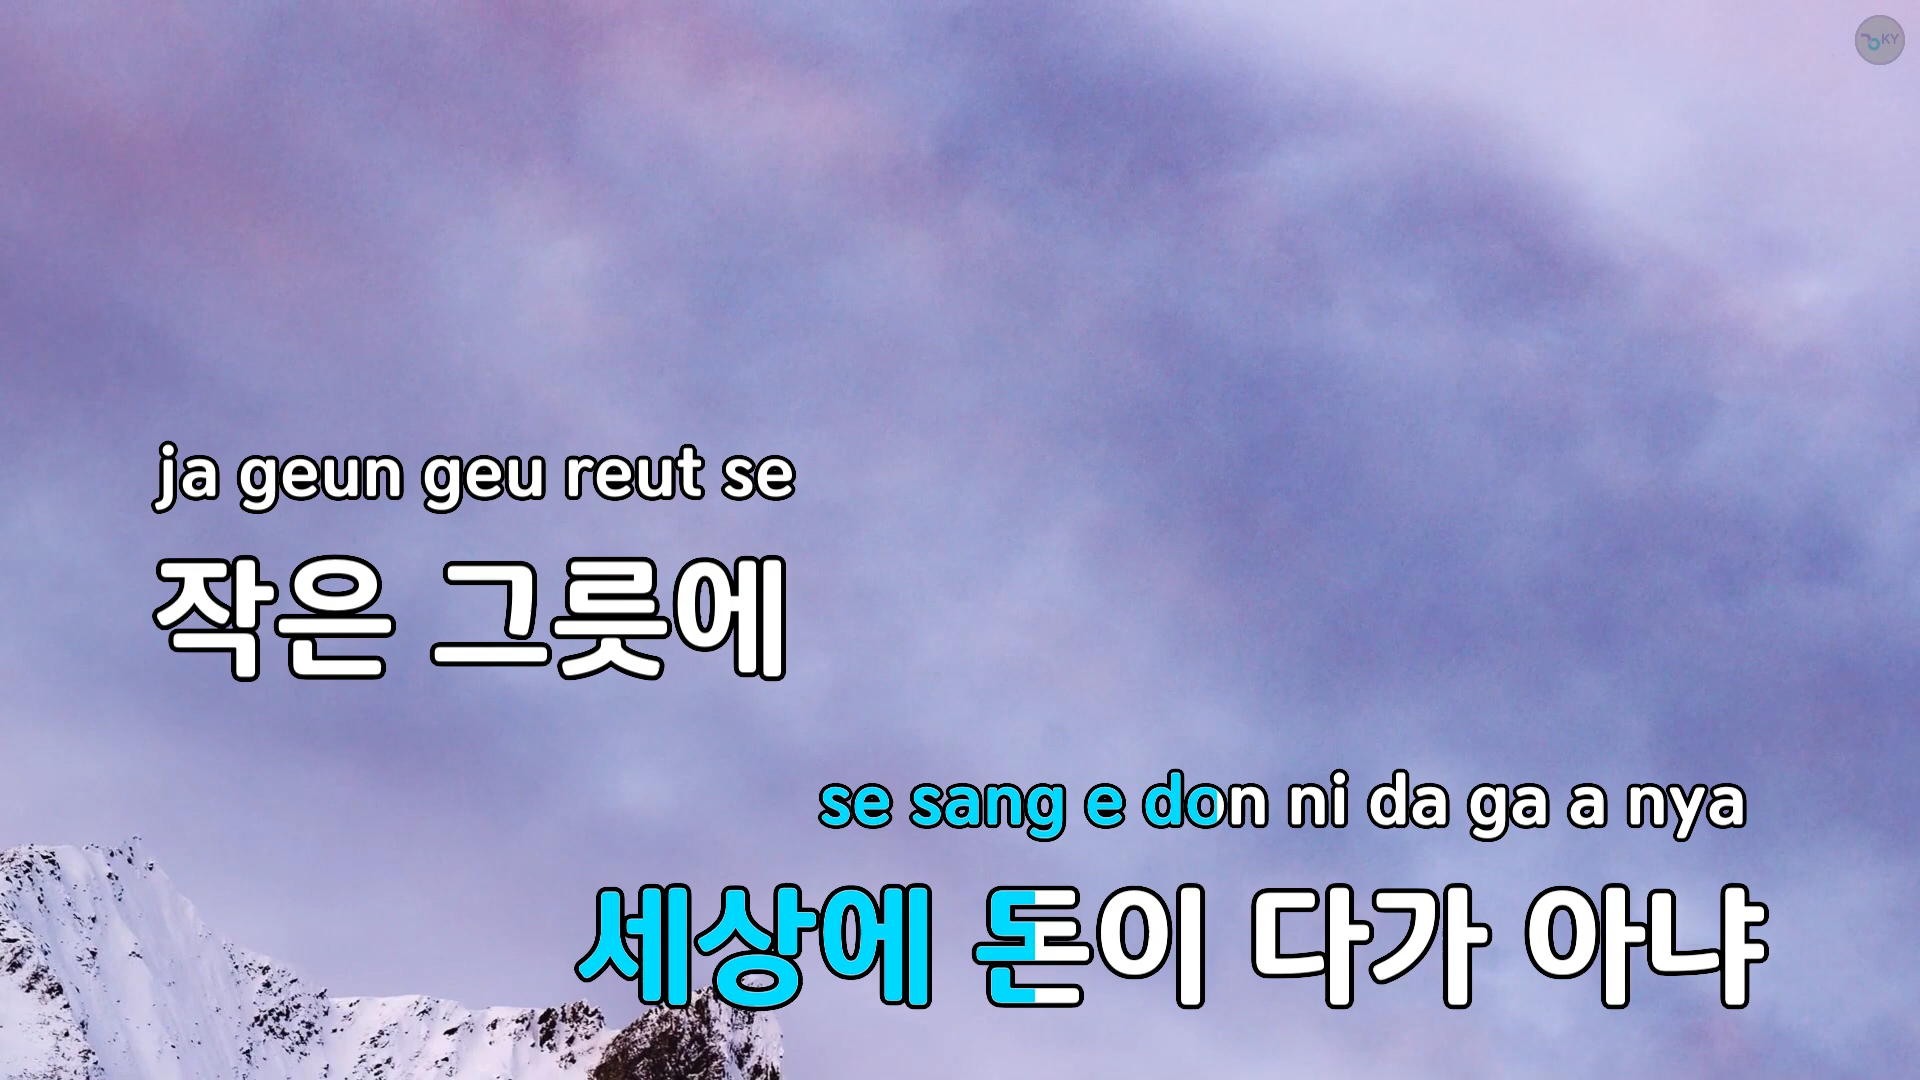 KY
ja geun geu reut se
작은 그릇에
se sang e don ni da ga a nya
세상에 돈이 다가 아냐